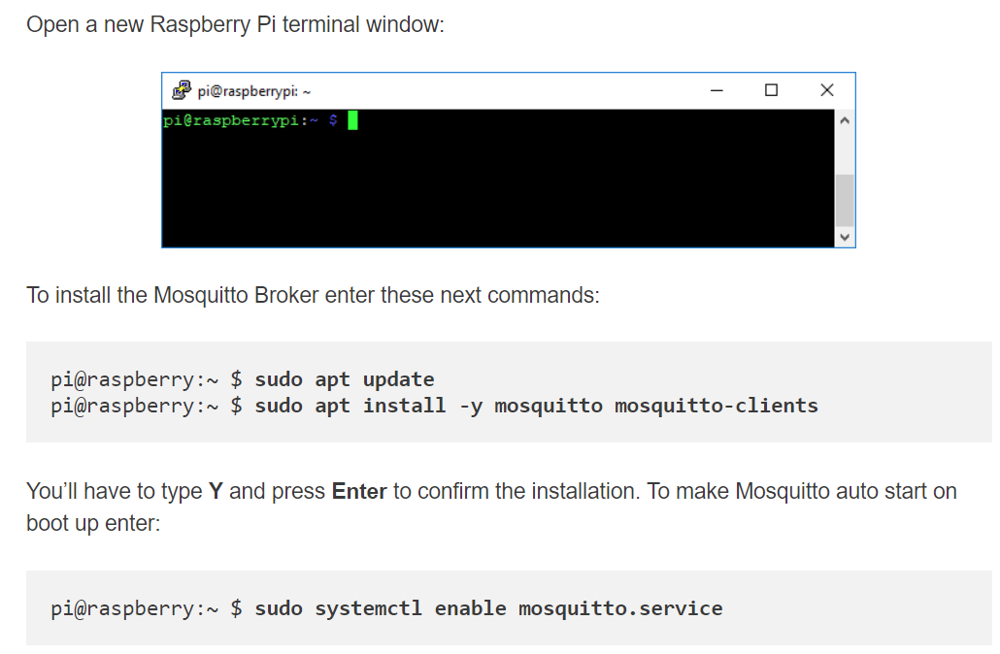 Open a new Raspberry Pi terminal window:
pi@raspberrypi: ~
pi@raspberrypi:~ $
To install the Mosquitto Broker enter these next commands:
pi@raspberry:~ $ sudo apt update
pi@raspberry:~ $ sudo apt install -y mosquitto mosquitto-clients
You’ll have to type Y and press Enter to confirm the installation. To make Mosquitto auto start on
boot up enter:
pi@raspberry:~ $ sudo systemctl enable mosquitto.service